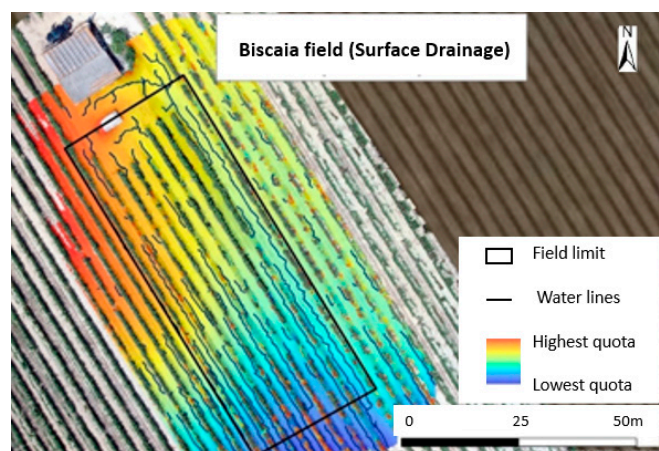 Biscaia field (Surface Drainage)
N
Field limit
Water lines
Highest quota
Lowest quota
0 25 50m